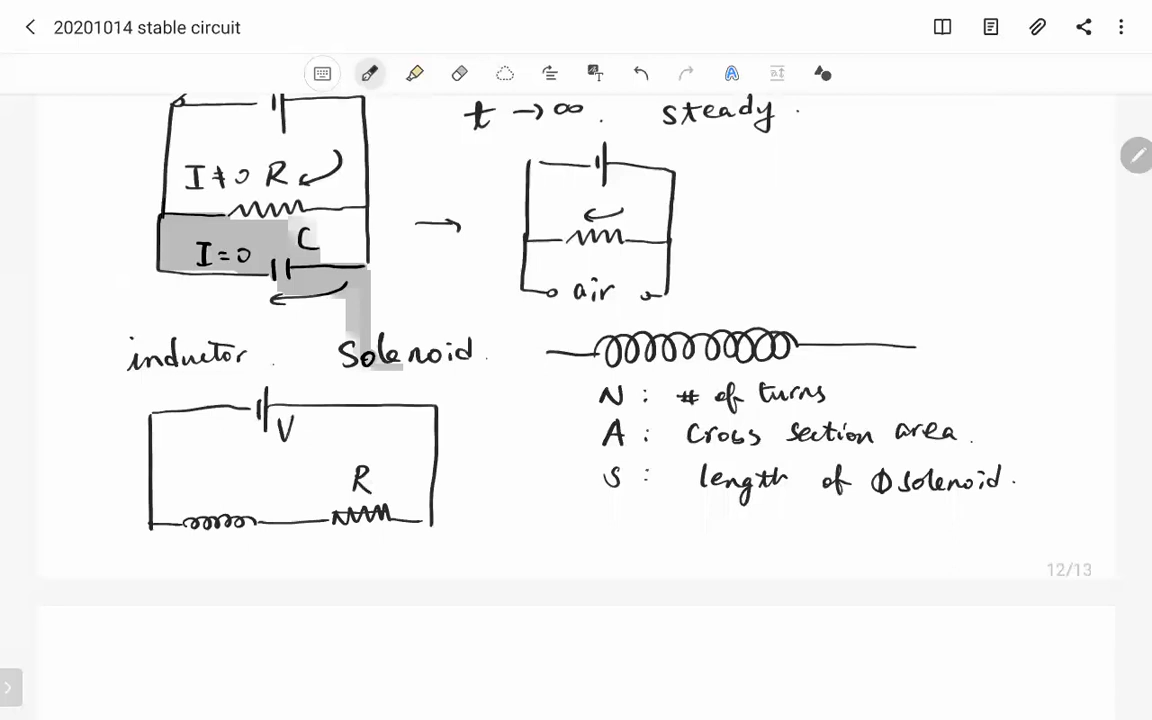 20201014 stable circuit
t → ∞ . steady .
I ≠ 0 R
C
I = 0
→
air
inductor . Solenoid .
N : # of turns
V
A : cross section area .
R
S : length of solenoid .
12/13